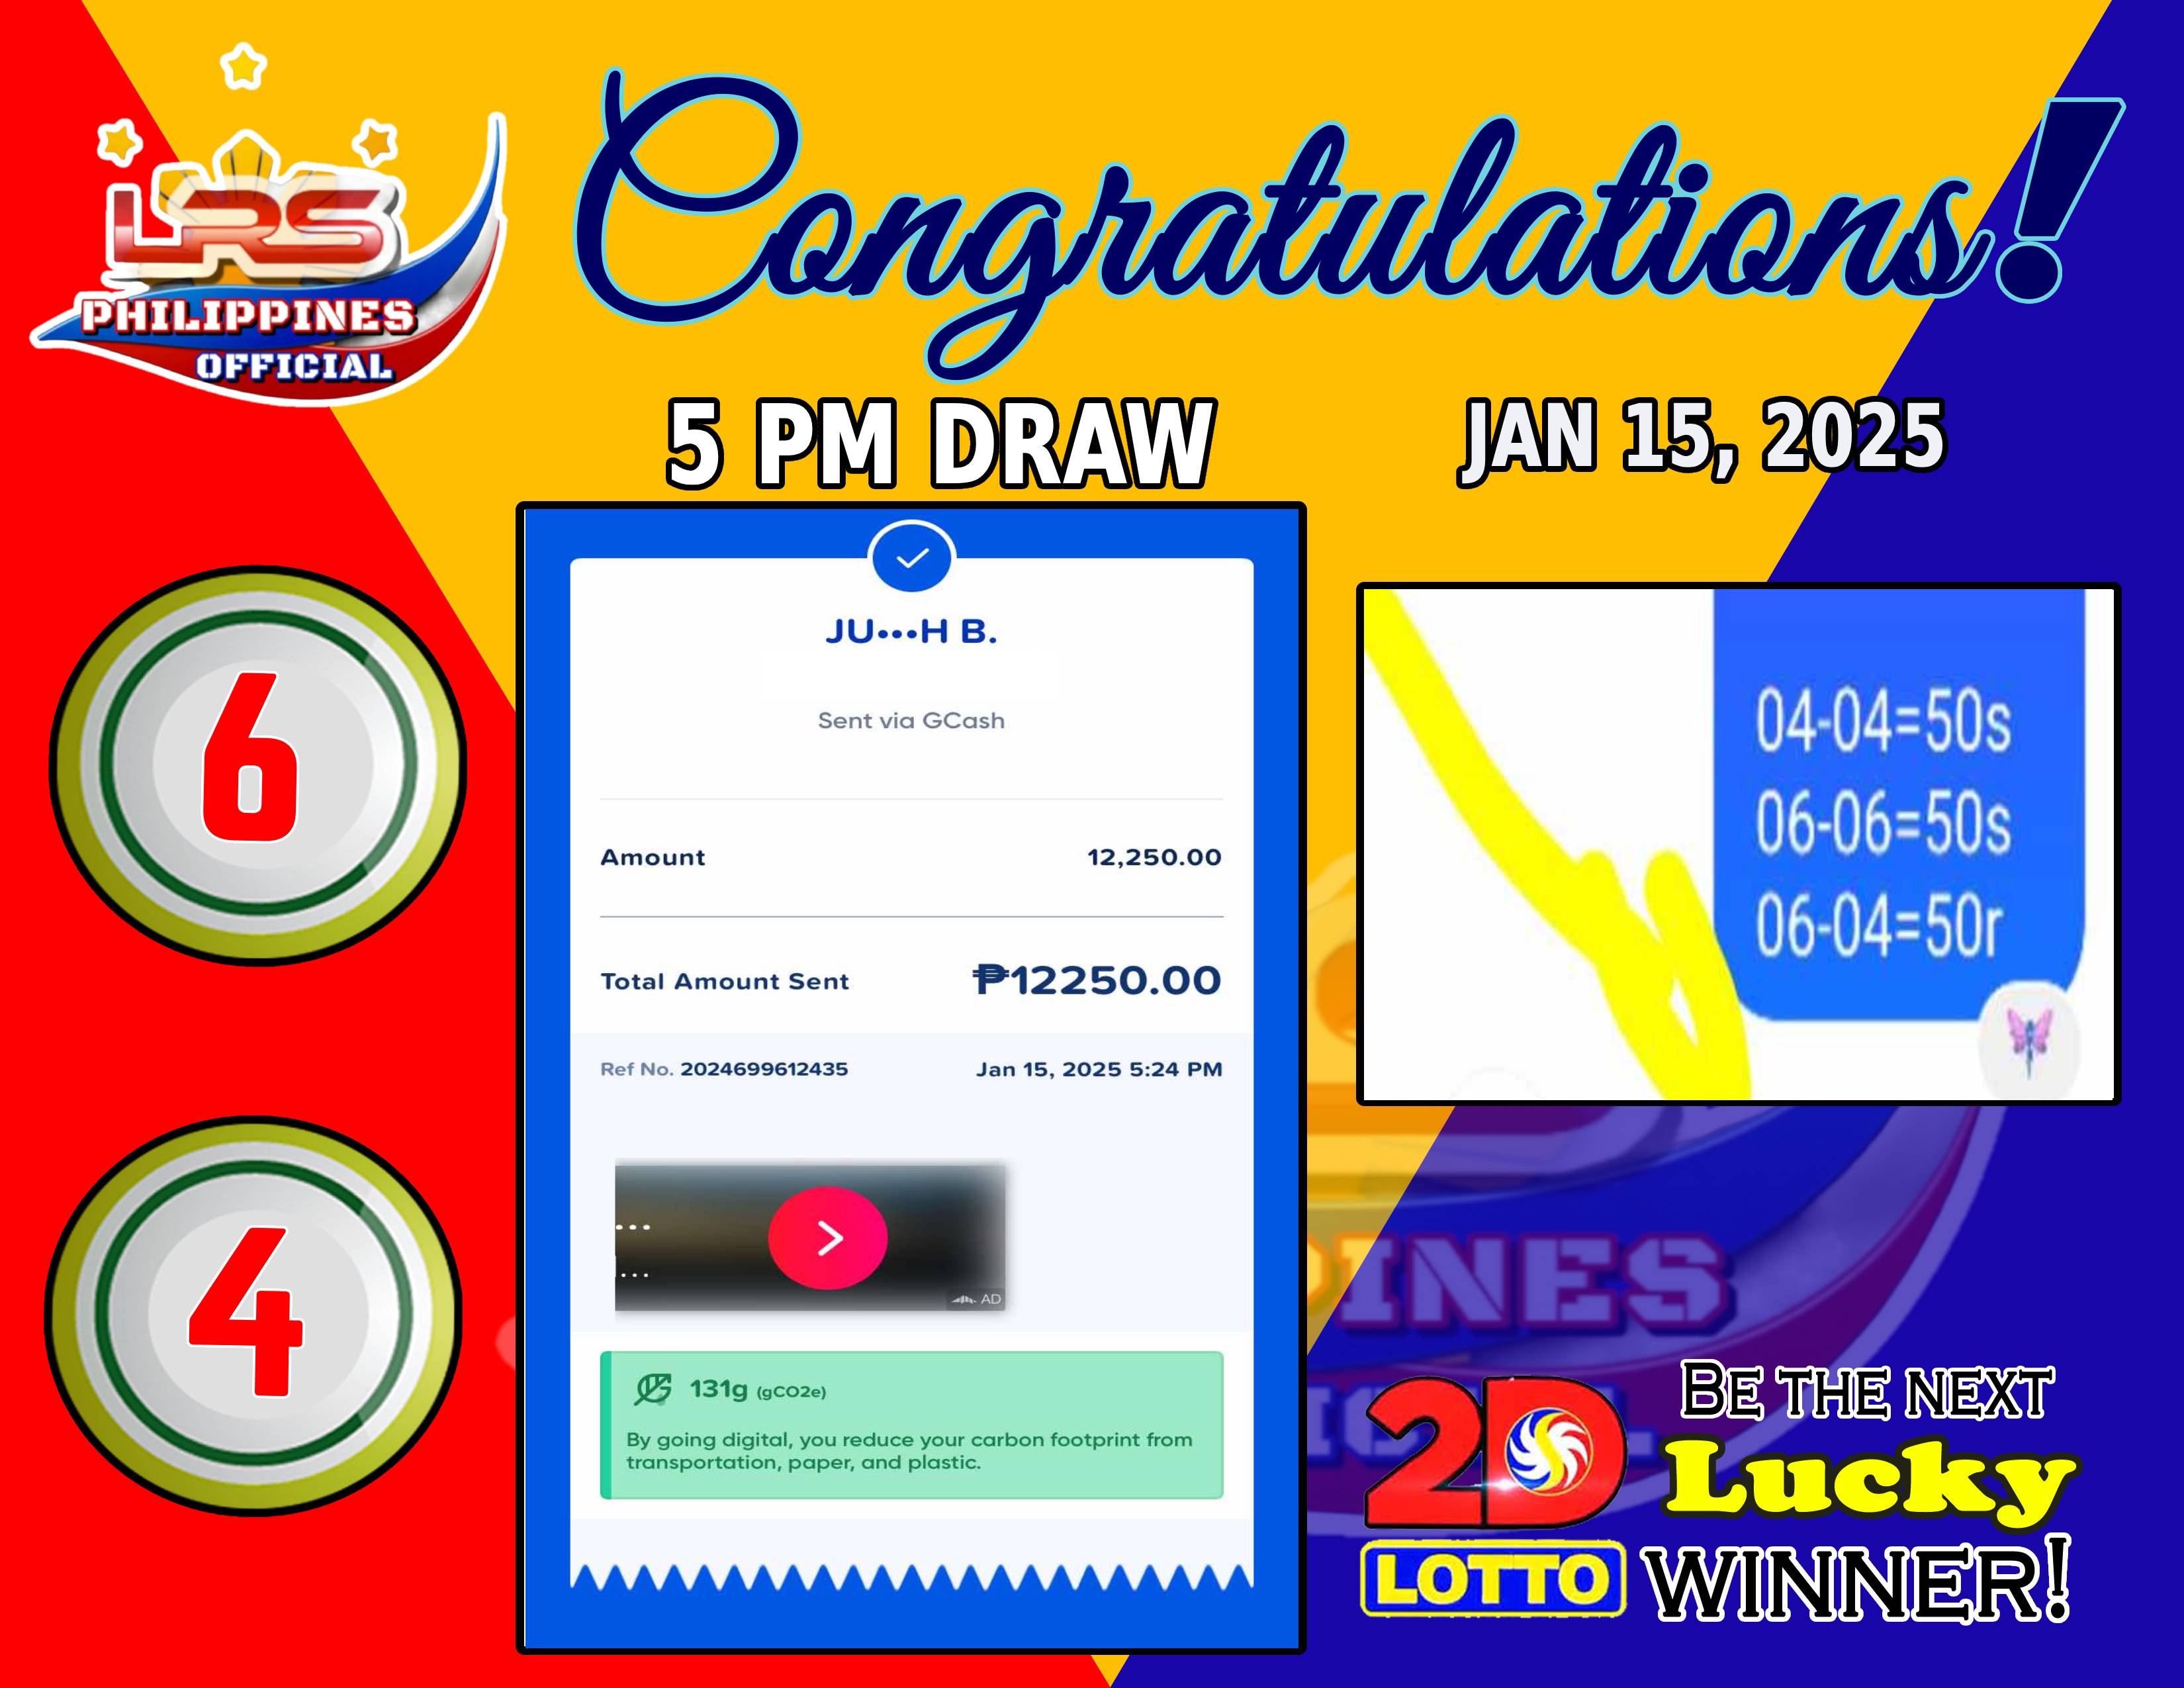 LRS
PHILIPPINES
OFFICIAL
Congratulations!
5 PM DRAW
JAN 15, 2025
6
4
JU•••H B.
Sent via GCash
Amount 12,250.00
Total Amount Sent ₱12250.00
Ref No. 2024699612435 Jan 15, 2025 5:24 PM
...
...
AD
131g (gCO2e)
By going digital, you reduce your carbon footprint from
transportation, paper, and plastic.
04-04=50s
06-06=50s
06-04=50r
PINES
2D
LOTTO
BE THE NEXT
Lucky
WINNER!